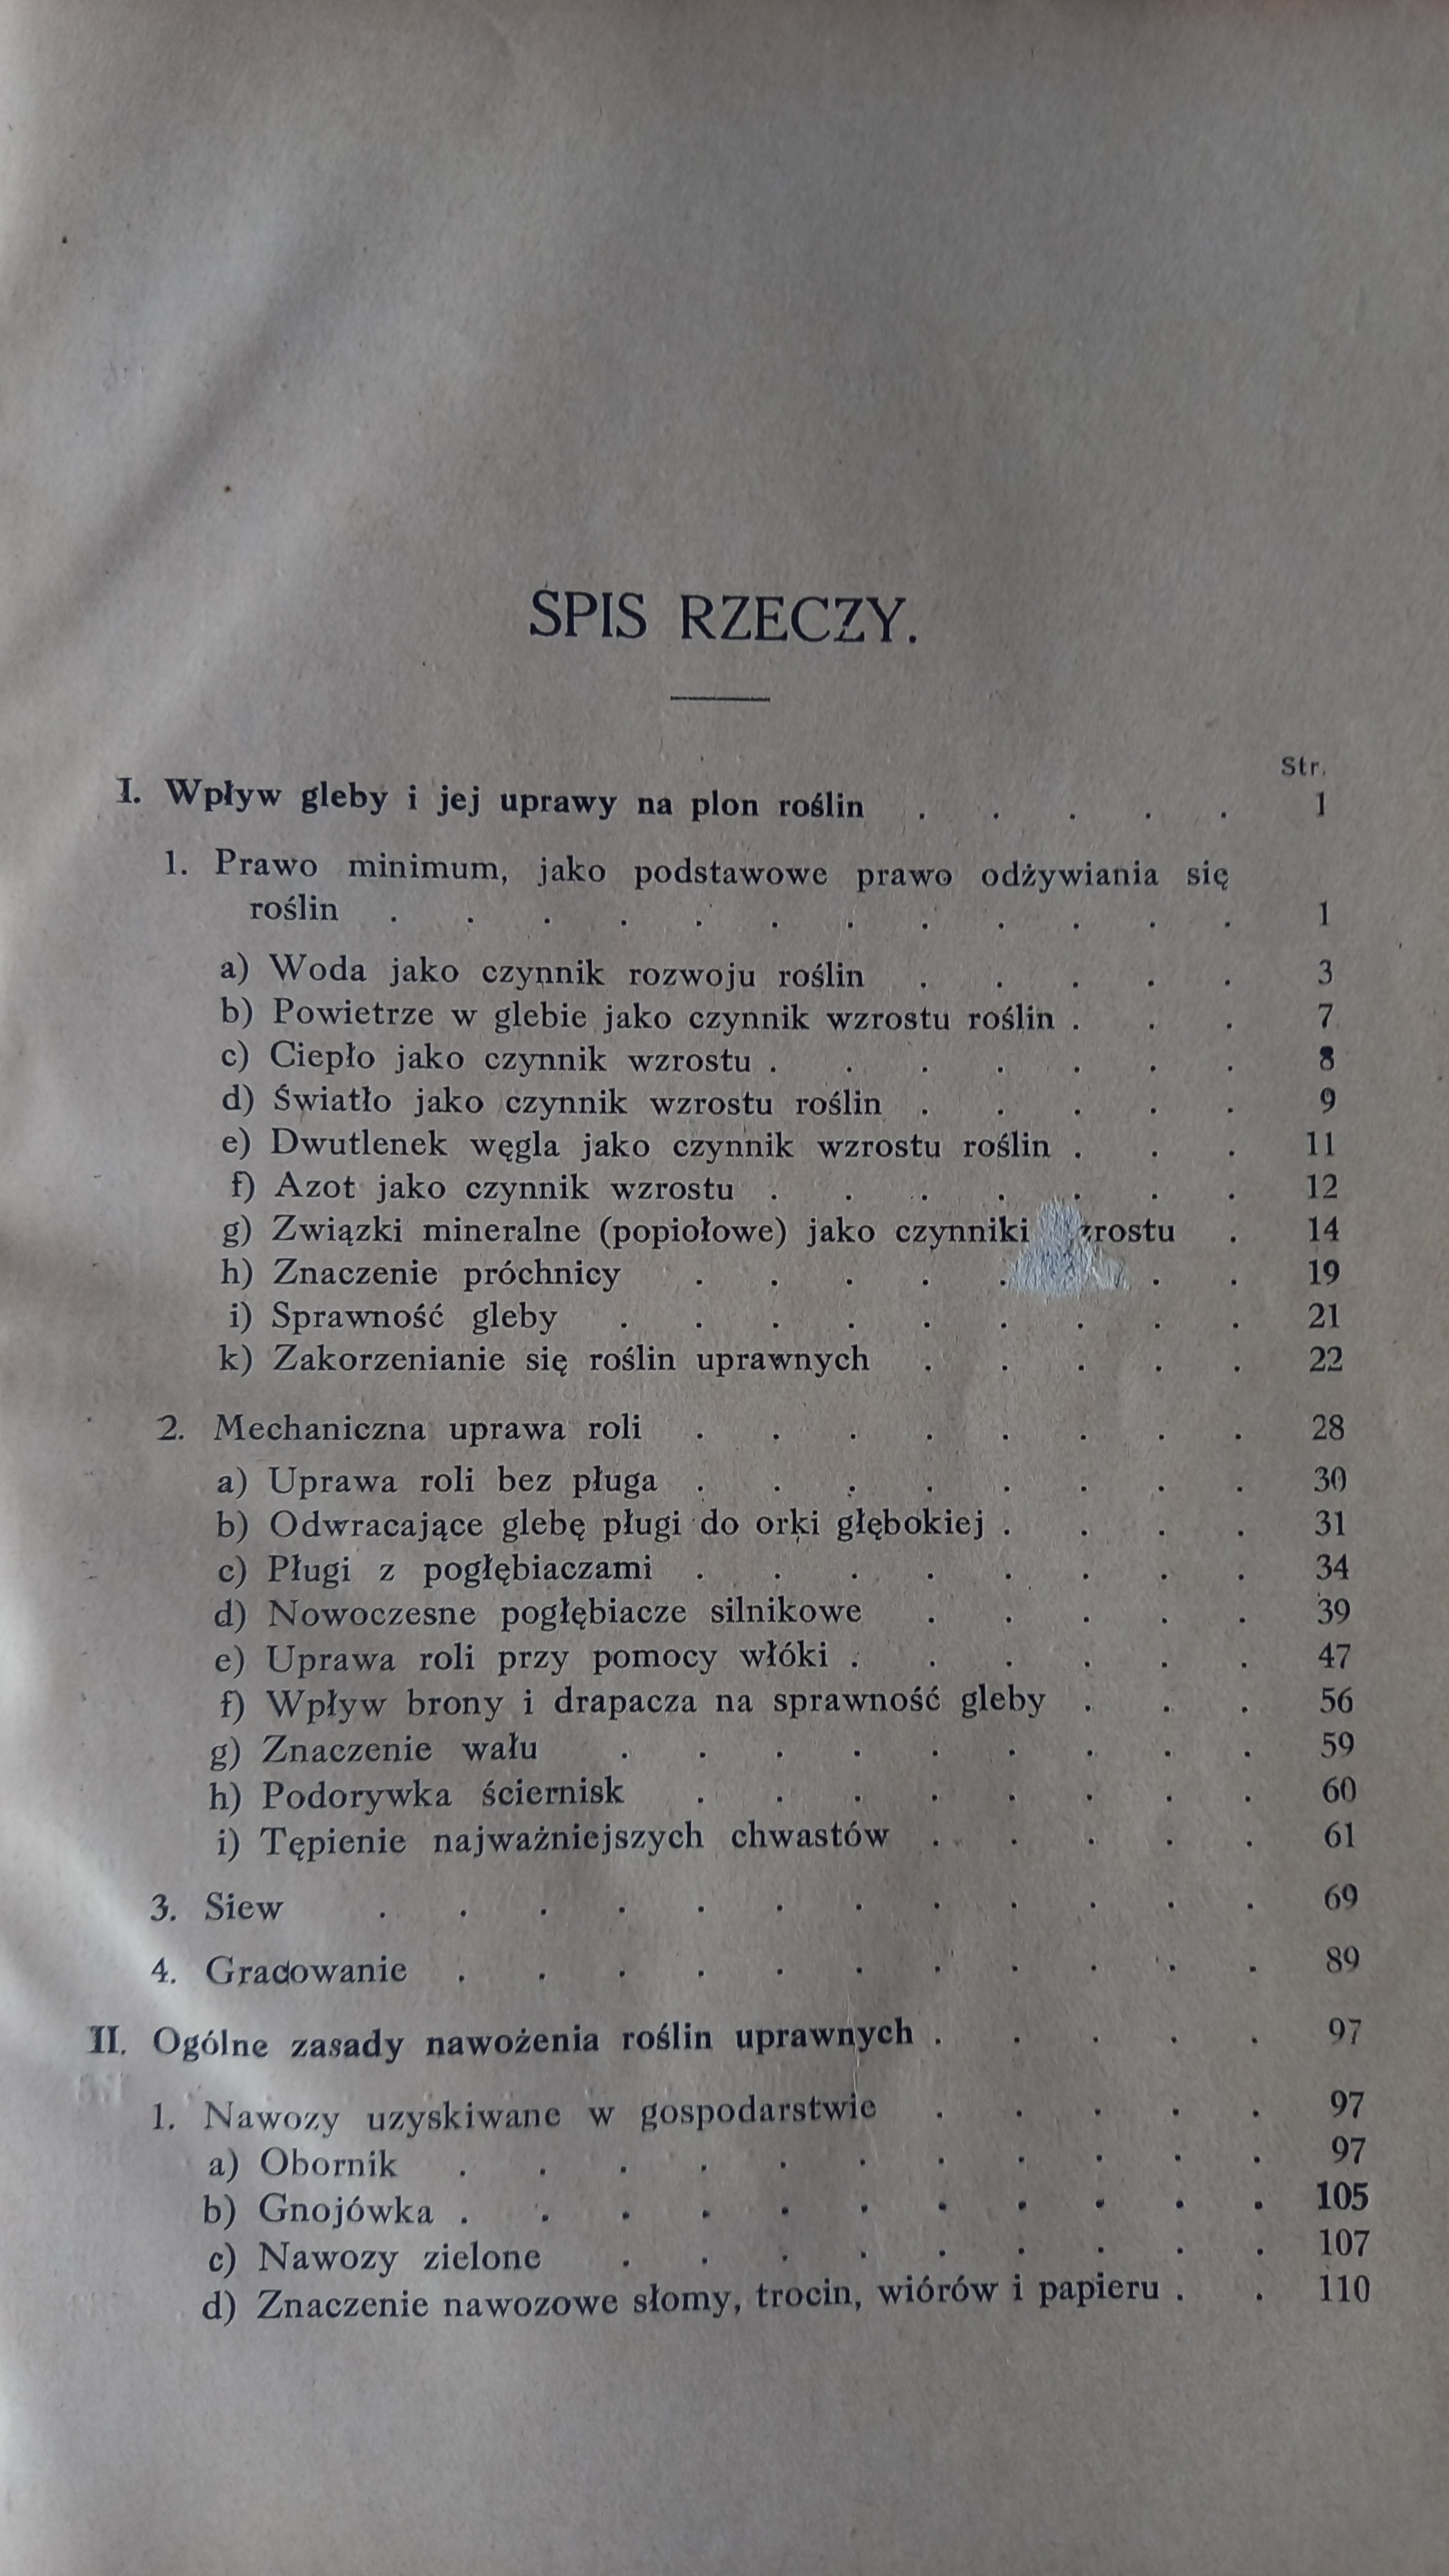 SPIS RZECZY.
Str.
I. Wpływ gleby i jej uprawy na plon roślin . . . . . 1
1. Prawo minimum, jako podstawowe prawo odżywiania się
roślin . . . . . . . . . . . . 1
a) Woda jako czynnik rozwoju roślin . . . . . 3
b) Powietrze w glebie jako czynnik wzrostu roślin . . . 7
c) Ciepło jako czynnik wzrostu . . . . . . . 8
d) Światło jako czynnik wzrostu roślin . . . . . 9
e) Dwutlenek węgla jako czynnik wzrostu roślin . . . 11
f) Azot jako czynnik wzrostu . . . . . . . 12
g) Związki mineralne (popiołowe) jako czynniki zrostu . 14
h) Znaczenie próchnicy . . . . . . . 19
i) Sprawność gleby . . . . . . . . . 21
k) Zakorzenianie się roślin uprawnych . . . . . 22
2. Mechaniczna uprawa roli . . . . . . . . 28
a) Uprawa roli bez pługa . . . . . . . . 30
b) Odwracające glebę pługi do orki głębokiej . . . . 31
c) Pługi z pogłębiaczami . . . . . . . . 34
d) Nowoczesne pogłębiacze silnikowe . . . . . 39
e) Uprawa roli przy pomocy włóki . . . . . . 47
f) Wpływ brony i drapacza na sprawność gleby . . . 56
g) Znaczenie wału . . . . . . . . . 59
h) Podorywka ściernisk . . . . . . . . 60
i) Tępienie najważniejszych chwastów . . . . . 61
3. Siew . . . . . . . . . . . . 69
4. Gracowanie . . . . . . . . . . . 89
II. Ogólne zasady nawożenia roślin uprawnych . . . . . 97
1. Nawozy uzyskiwane w gospodarstwie . . . . . 97
a) Obornik . . . . . . . . . . . 97
b) Gnojówka . . . . . . . . . . . 105
c) Nawozy zielone . . . . . . . . . 107
d) Znaczenie nawozowe słomy, trocin, wiórów i papieru . . 110